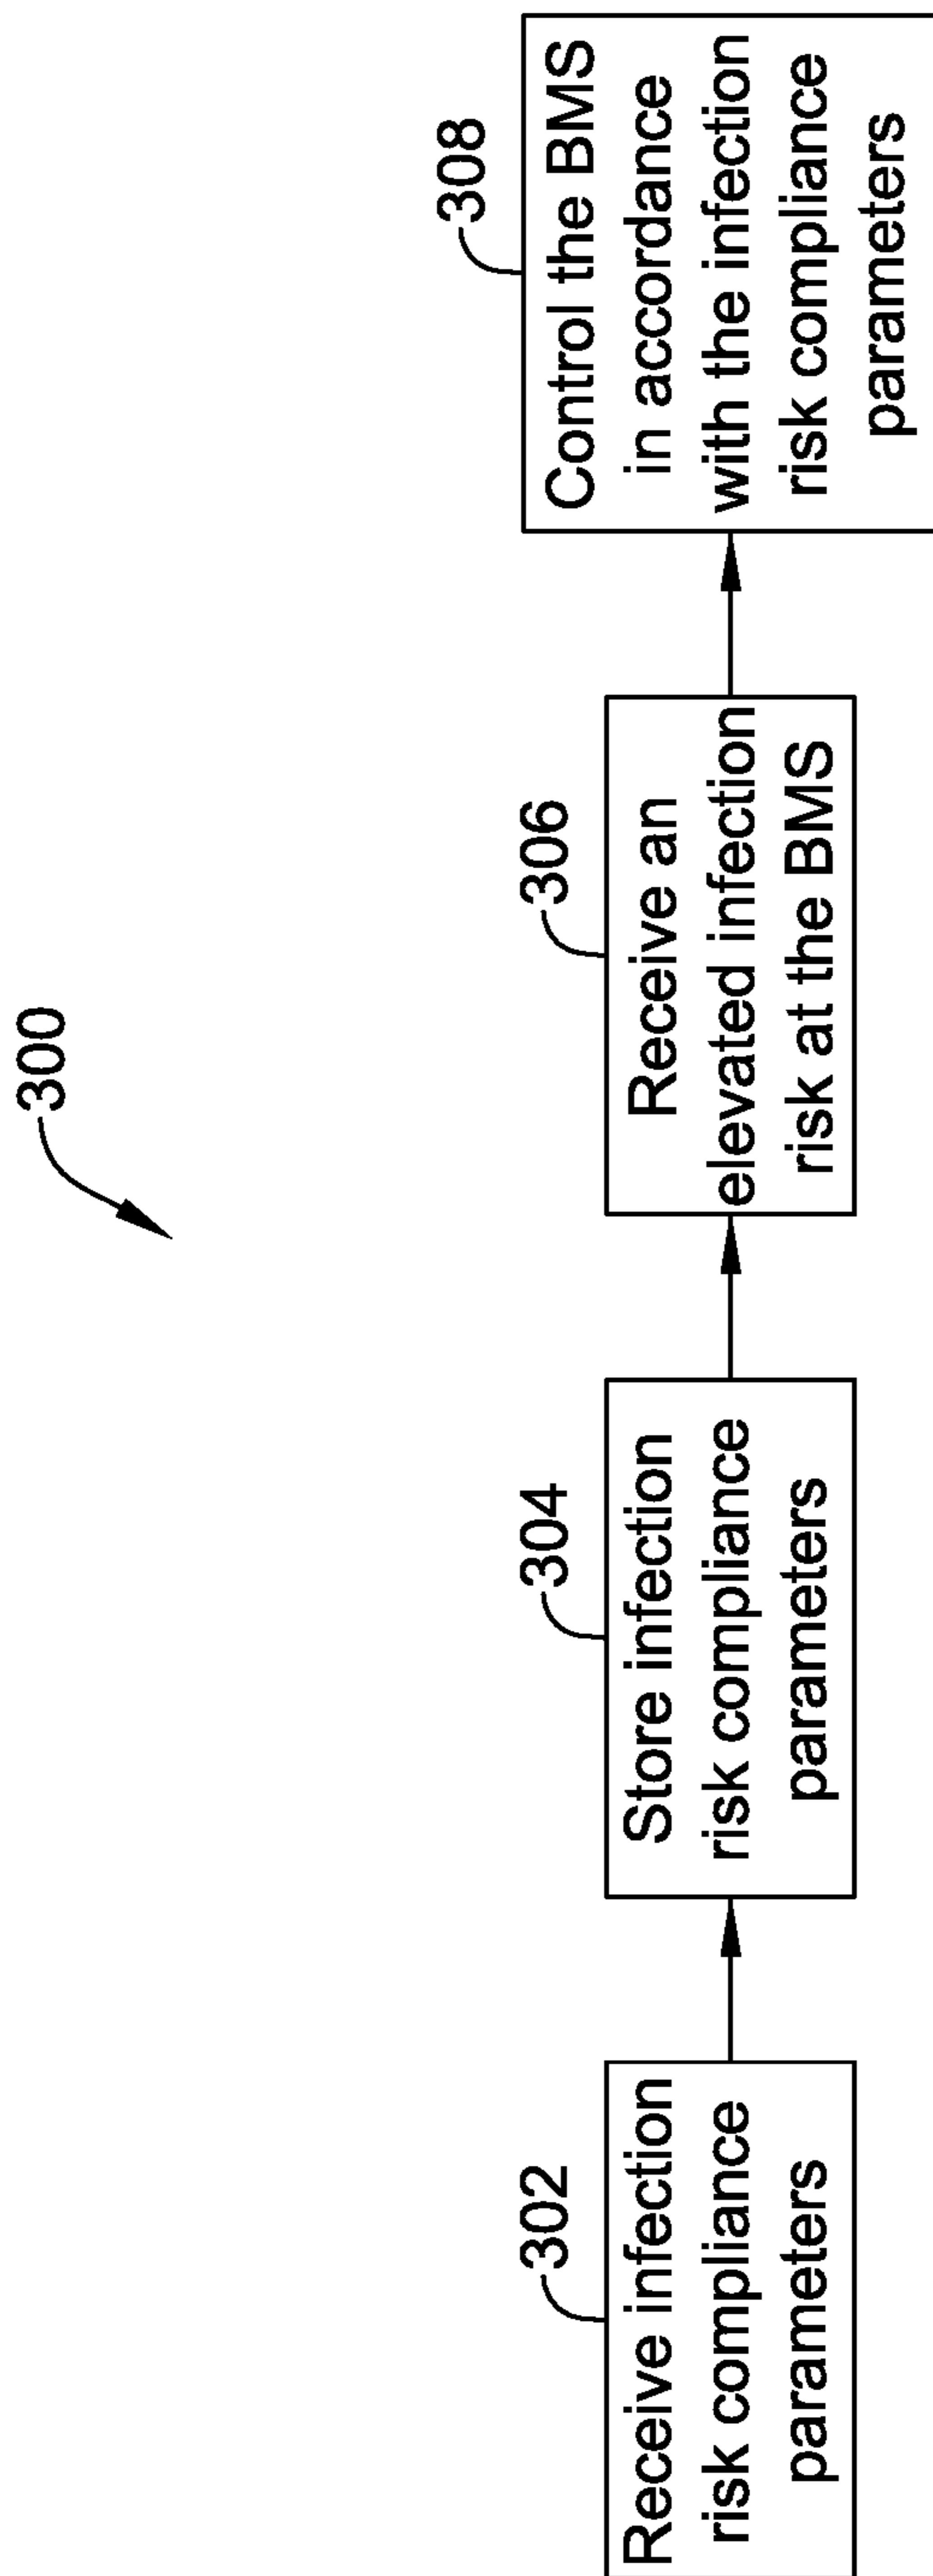 300
302
Receive infection
risk compliance
parameters
304
Store infection
risk compliance
parameters
306
Receive an
elevated infection
risk at the BMS
308
Control the BMS
in accordance
with the infection
risk compliance
parameters